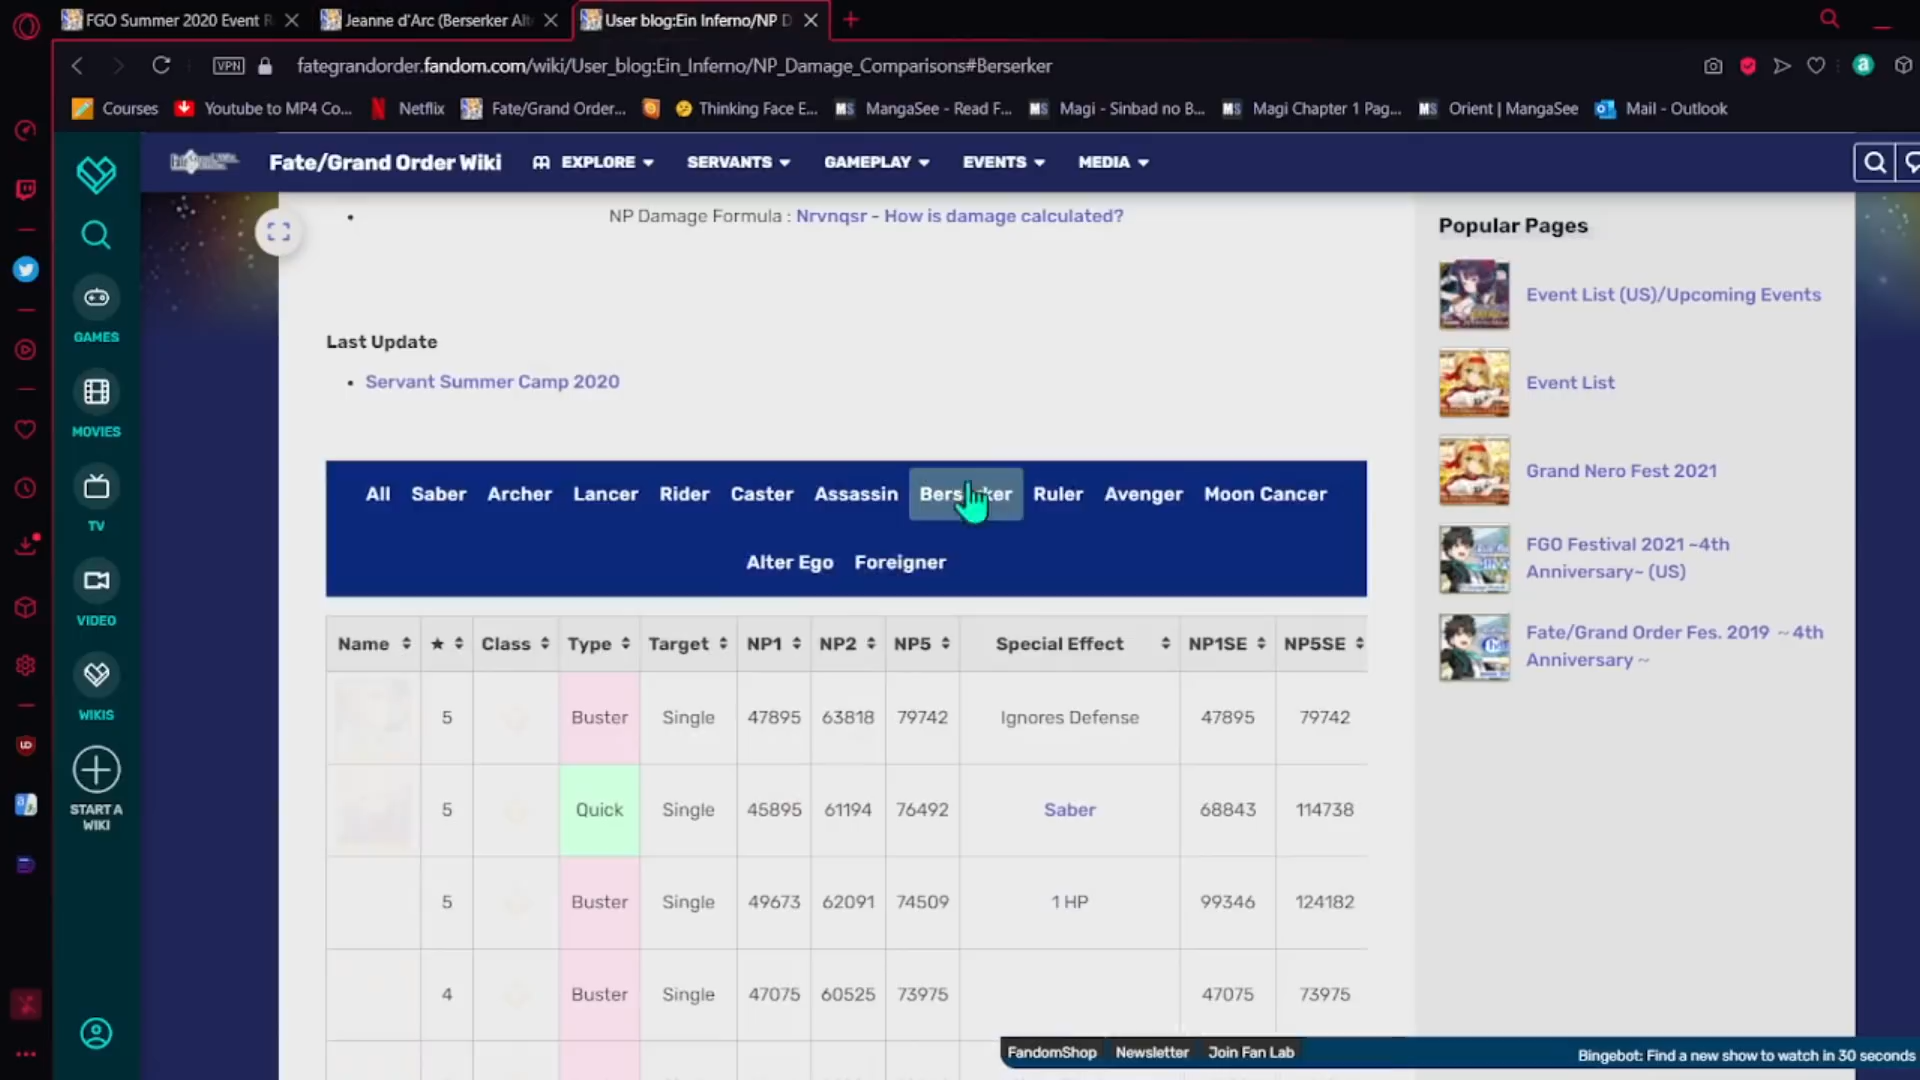 FGO Summer 2020 Event R
Jeanne d'Arc (Berserker Alt
User blog:Ein Inferno/NP D
VPN
fategrandorder.fandom.com/wiki/User_blog:Ein_Inferno/NP_Damage_Comparisons#Berserker
Courses
Youtube to MP4 Co...
Netflix
Fate/Grand Order...
Thinking Face E...
MangaSee - Read F...
Magi - Sinbad no B...
Magi Chapter 1 Pag...
Orient | MangaSee
Mail - Outlook
Fate/Grand Order Wiki
EXPLORE
SERVANTS
GAMEPLAY
EVENTS
MEDIA
GAMES
MOVIES
TV
VIDEO
WIKIS
START A
WIKI
• NP Damage Formula : Nrvnqsr - How is damage calculated?
Last Update
• Servant Summer Camp 2020
All Saber Archer Lancer Rider Caster Assassin Berserker Ruler Avenger Moon Cancer
Alter Ego Foreigner
Name ★ Class Type Target NP1 NP2 NP5 Special Effect NP1SE NP5SE
5 Buster Single 47895 63818 79742 Ignores Defense 47895 79742
5 Quick Single 45895 61194 76492 Saber 68843 114738
5 Buster Single 49673 62091 74509 1 HP 99346 124182
4 Buster Single 47075 60525 73975 47075 73975
Popular Pages
Event List (US)/Upcoming Events
Event List
Grand Nero Fest 2021
FGO Festival 2021 ~4th
Anniversary~ (US)
Fate/Grand Order Fes. 2019 ～4th
Anniversary～
FandomShop Newsletter Join Fan Lab
Bingebot: Find a new show to watch in 30 seconds